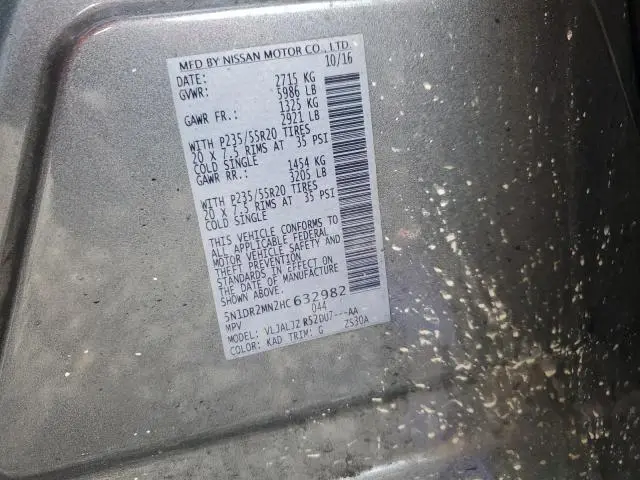 MFD BY NISSAN MOTOR CO., LTD.
DATE: 10/16
GVWR: 2715 KG
5986 LB
GAWR FR.: 1325 KG
2921 LB
WITH P235/55R20 TIRES
20 X 7.5 RIMS AT 35 PSI
COLD SINGLE
GAWR RR.: 1454 KG
3205 LB
WITH P235/55R20 TIRES
20 X 7.5 RIMS AT 35 PSI
COLD SINGLE
THIS VEHICLE CONFORMS TO
ALL APPLICABLE FEDERAL
MOTOR VEHICLE SAFETY AND
THEFT PREVENTION
STANDARDS IN EFFECT ON
THE DATE OF MANUFACTURE
SHOWN ABOVE.
5N1DR2MN2HC632982
MPV 044
MODEL: VLJALJZ R52DU7---AA
COLOR: KAD TRIM: G ZS30A